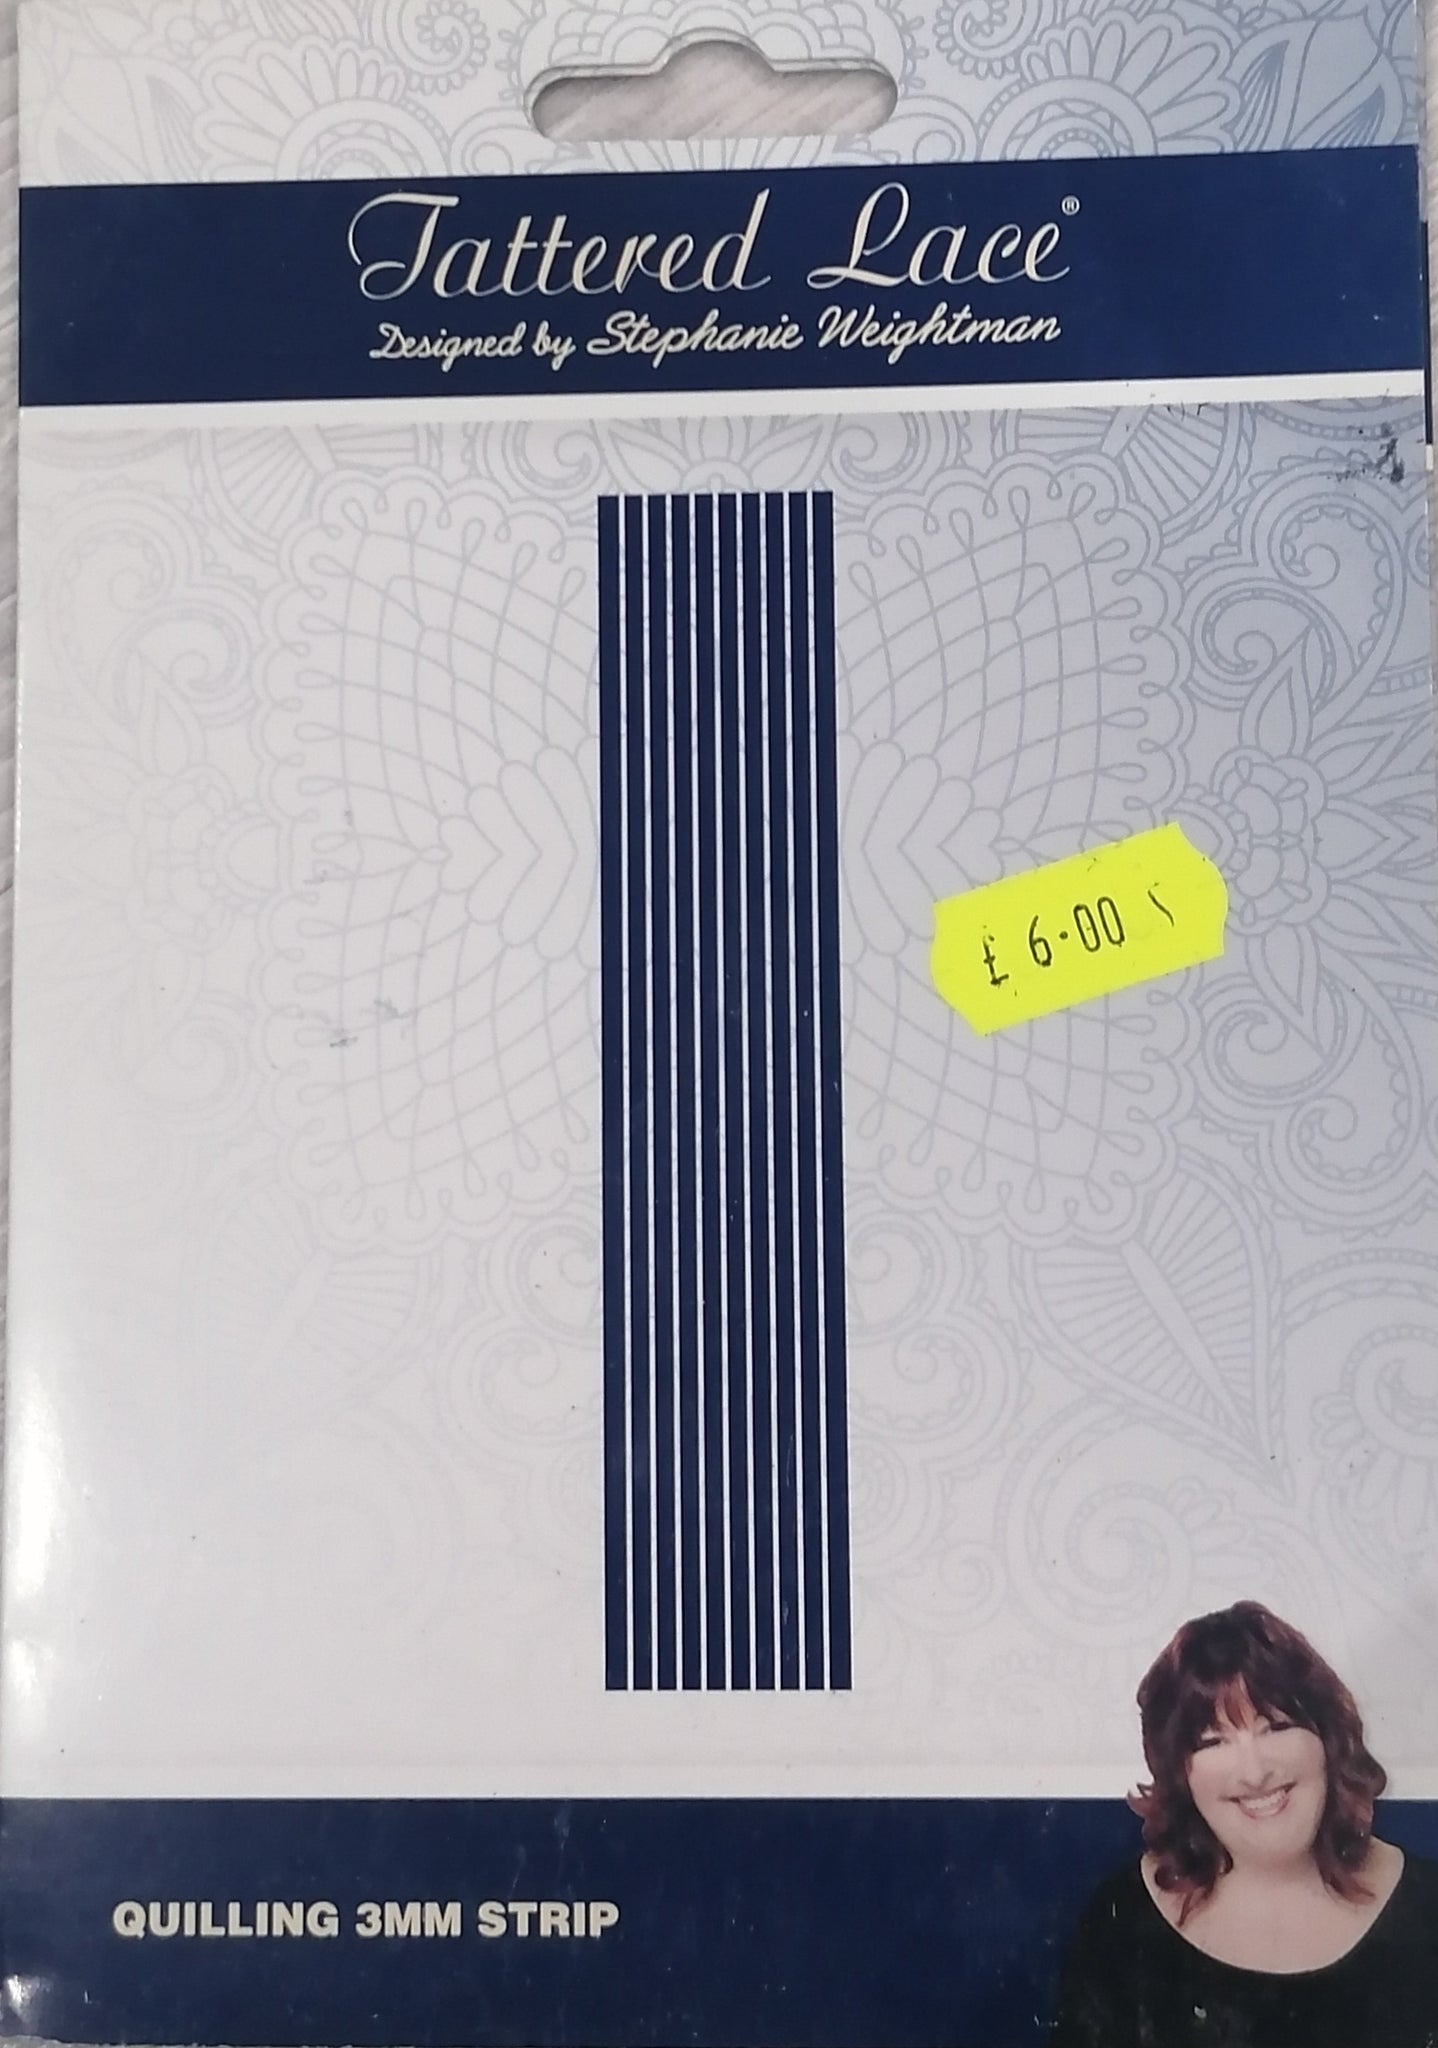 Tattered Lace®
Designed by Stephanie Weightman
£ 6.00
QUILLING 3MM STRIP